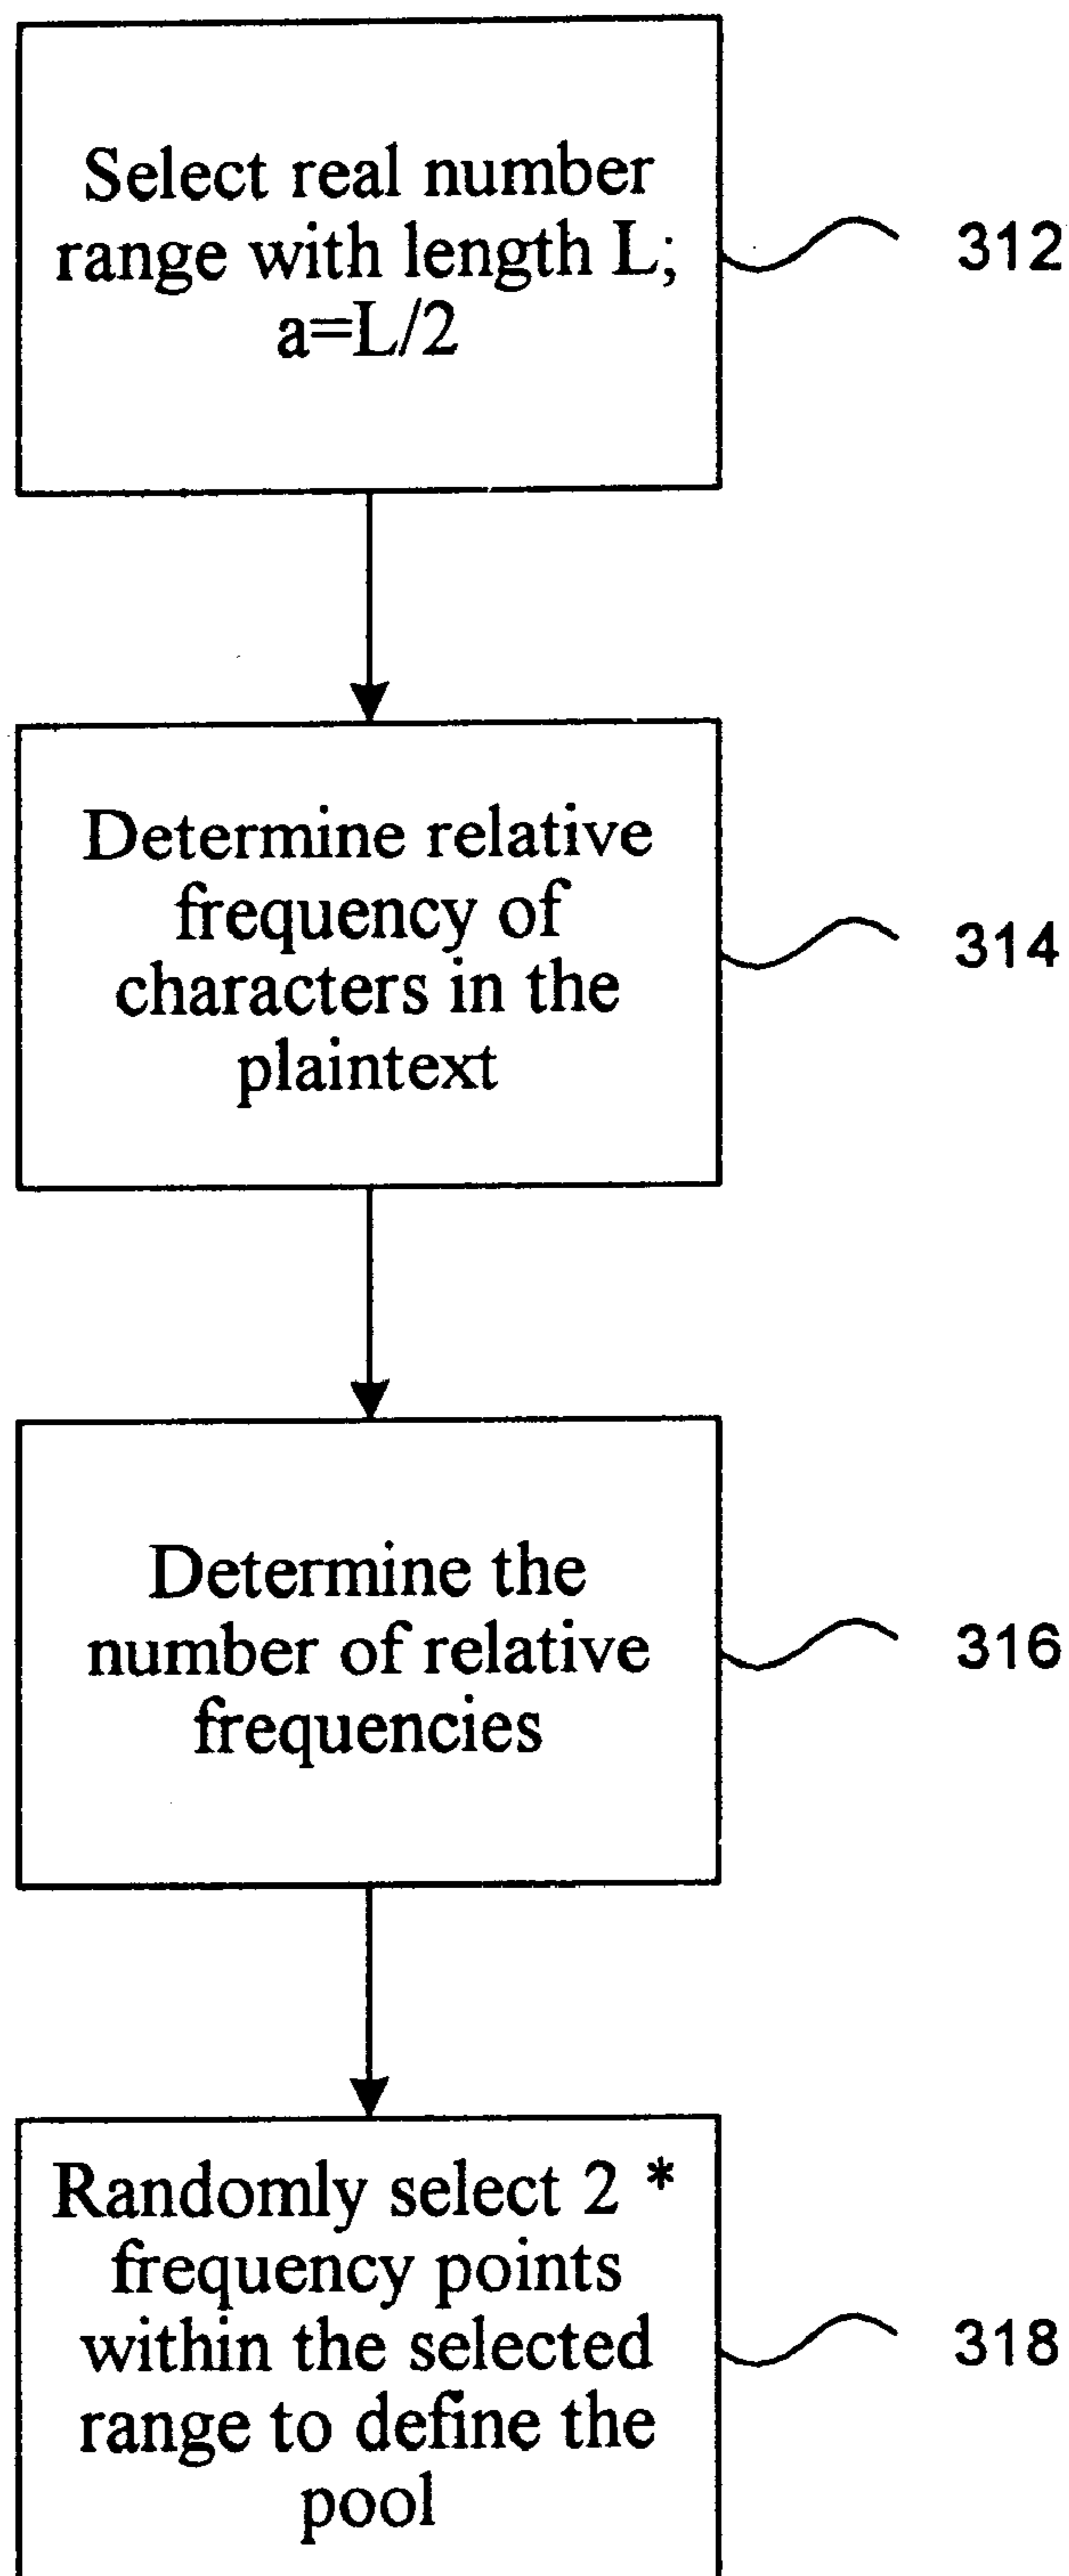 Select real number
range with length L;
a=L/2
312
Determine relative
frequency of
characters in the
plaintext
314
Determine the
number of relative
frequencies
316
Randomly select 2 *
frequency points
within the selected
range to define the
pool
318